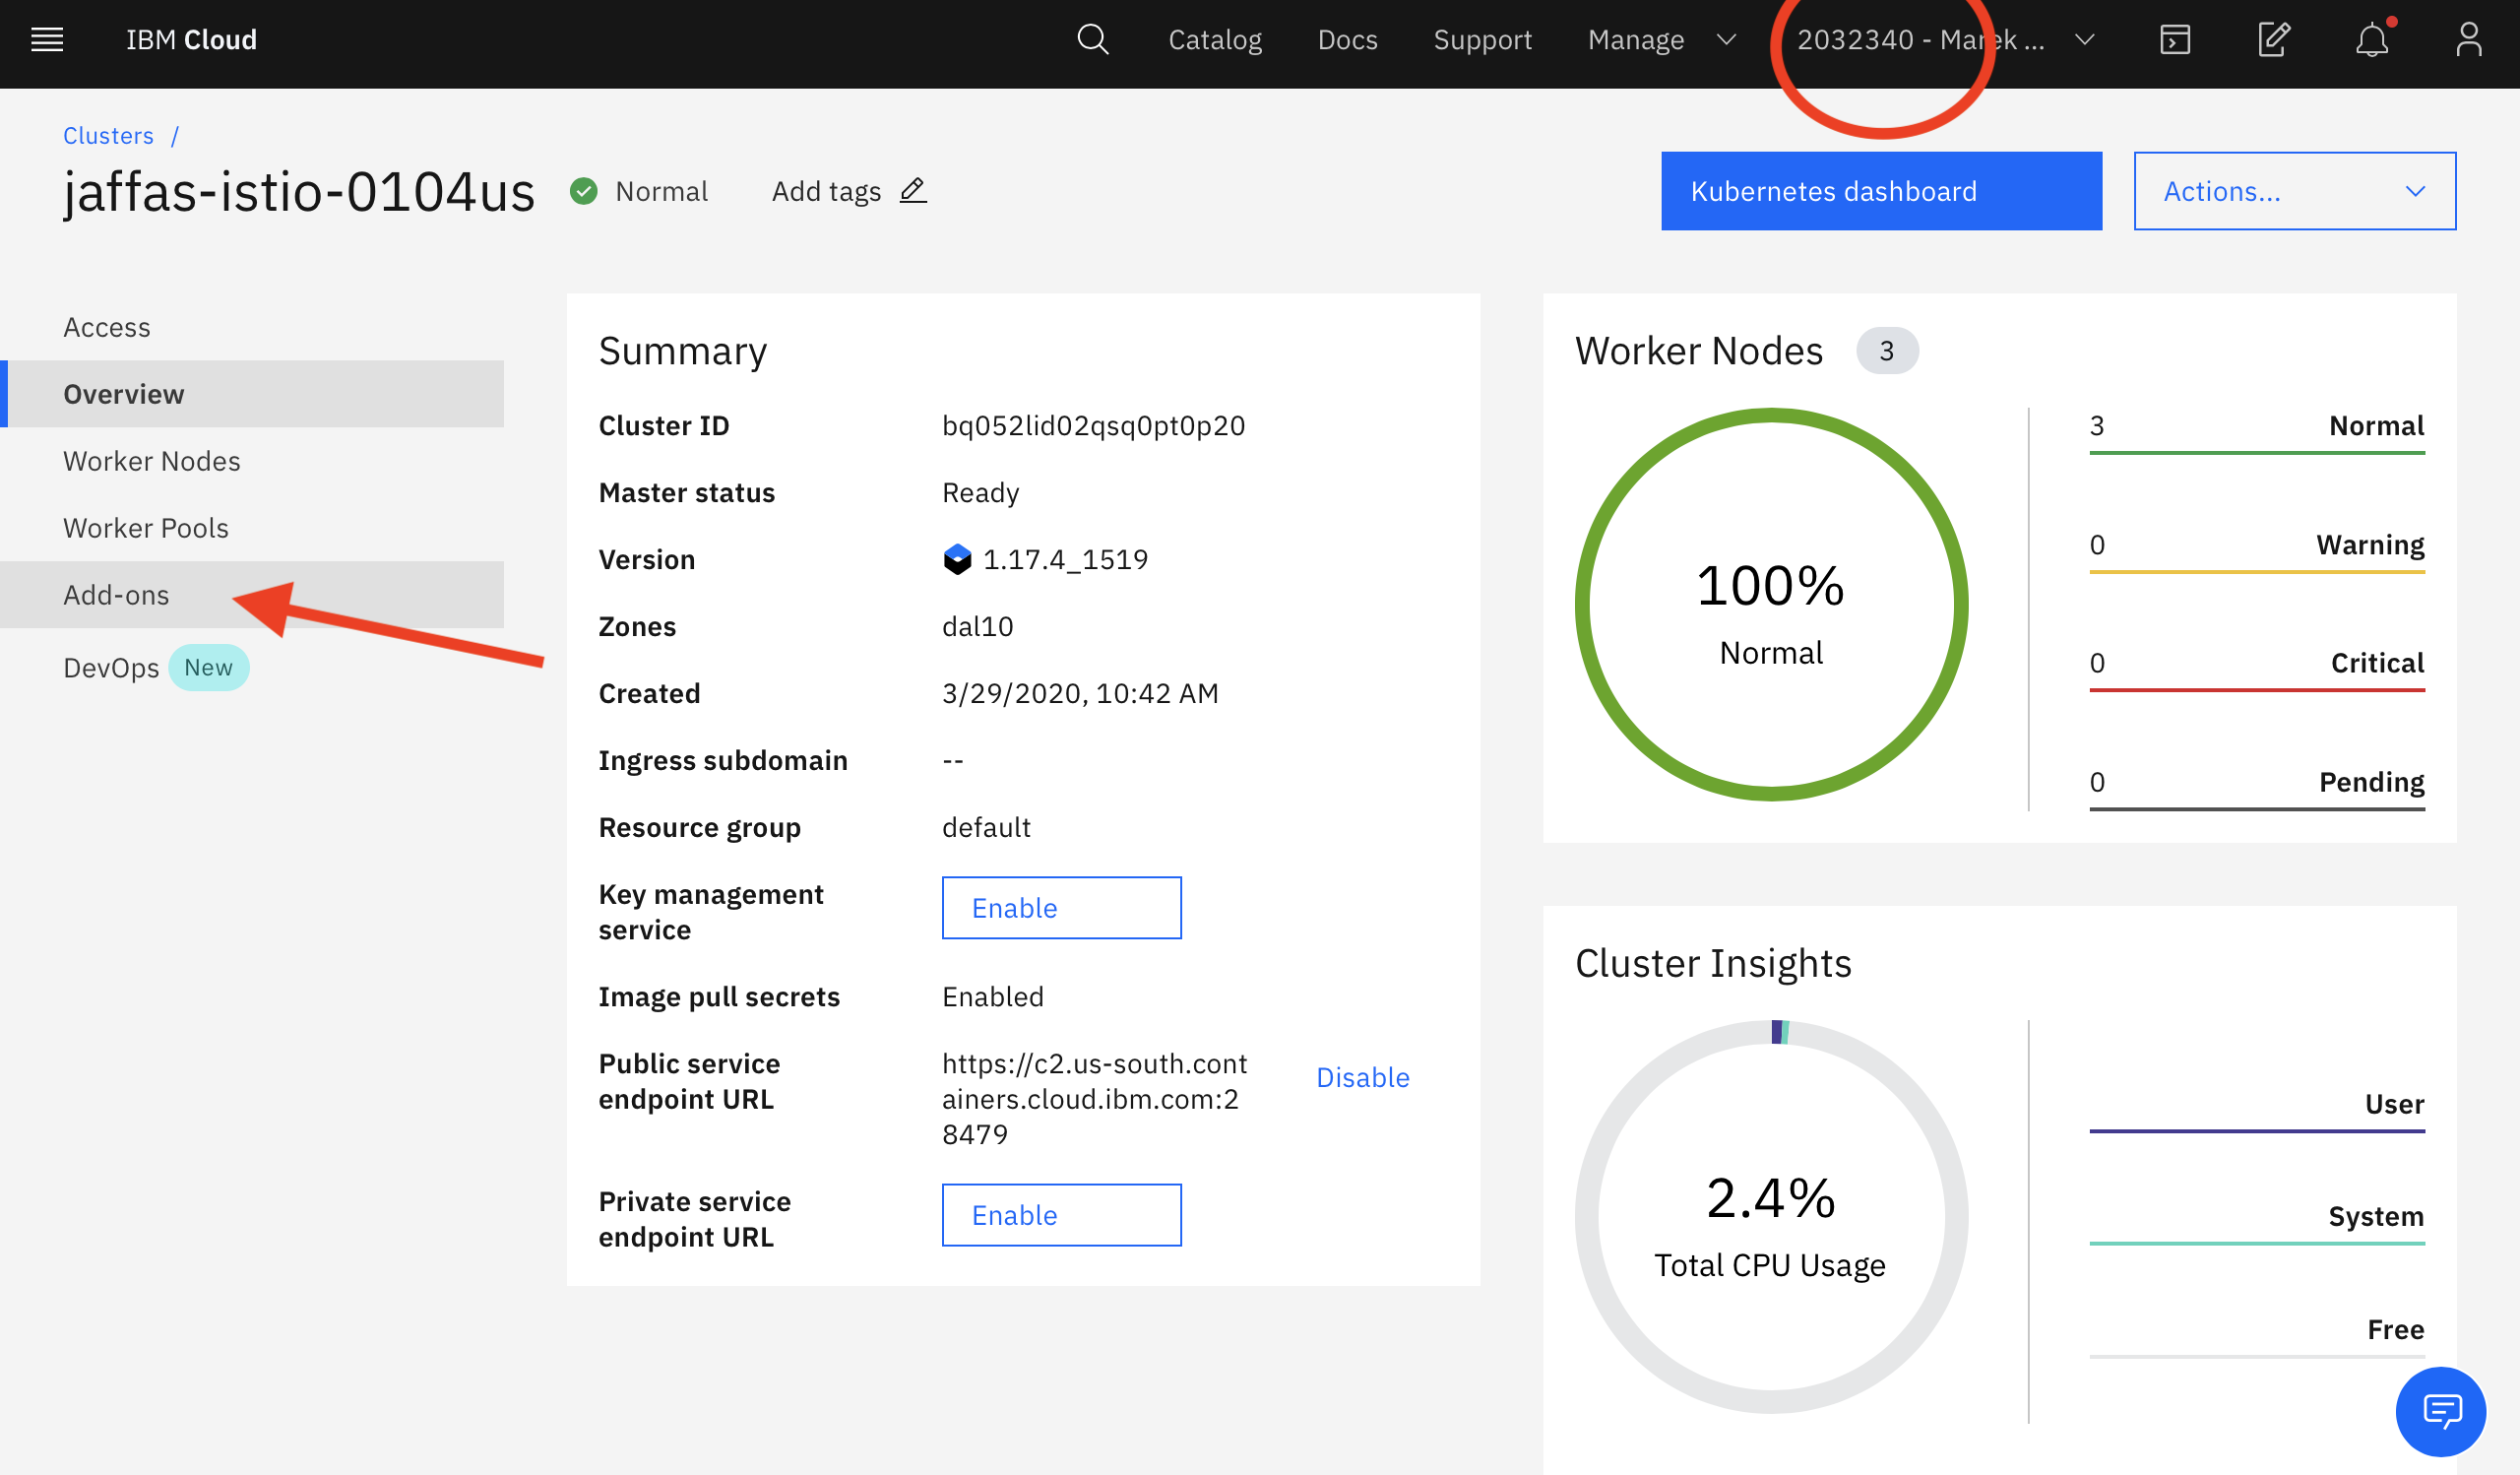 IBM Cloud
Catalog
Docs
Support
Manage
2032340 - Marek ...
Clusters /
jaffas-istio-0104us
Normal
Add tags
Kubernetes dashboard
Actions...
Access
Overview
Worker Nodes
Worker Pools
Add-ons
DevOps New
Summary
Cluster ID bq052lid02qsq0pt0p20
Master status Ready
Version 1.17.4_1519
Zones dal10
Created 3/29/2020, 10:42 AM
Ingress subdomain --
Resource group default
Key management
service
Enable
Image pull secrets Enabled
Public service
endpoint URL
https://c2.us-south.cont
ainers.cloud.ibm.com:2
8479
Disable
Private service
endpoint URL
Enable
Worker Nodes 3
100%
Normal
3 Normal
0 Warning
0 Critical
0 Pending
Cluster Insights
2.4%
Total CPU Usage
User
System
Free